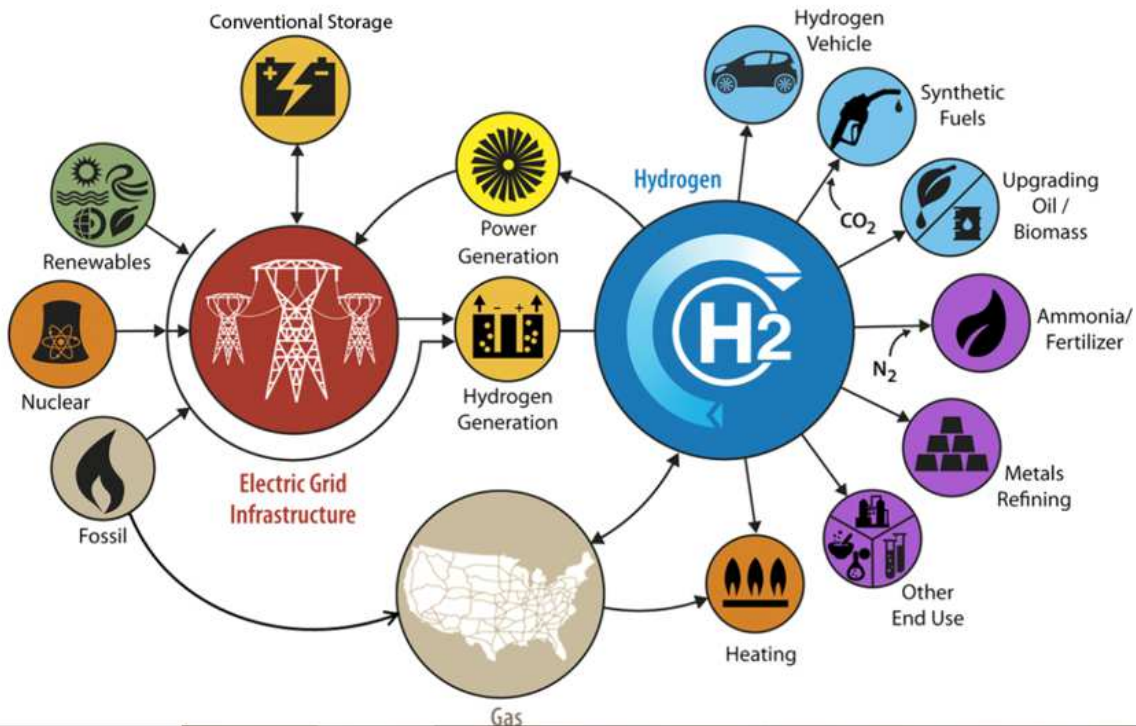 Conventional Storage
Hydrogen
Vehicle
Synthetic
Fuels
Upgrading
Oil /
Biomass
CO2
Hydrogen
H2
Renewables
Power
Generation
+ -
- +
Ammonia/
Fertilizer
N2
Nuclear
Hydrogen
Generation
Metals
Refining
Electric Grid
Infrastructure
Fossil
Other
End Use
Heating
Gas